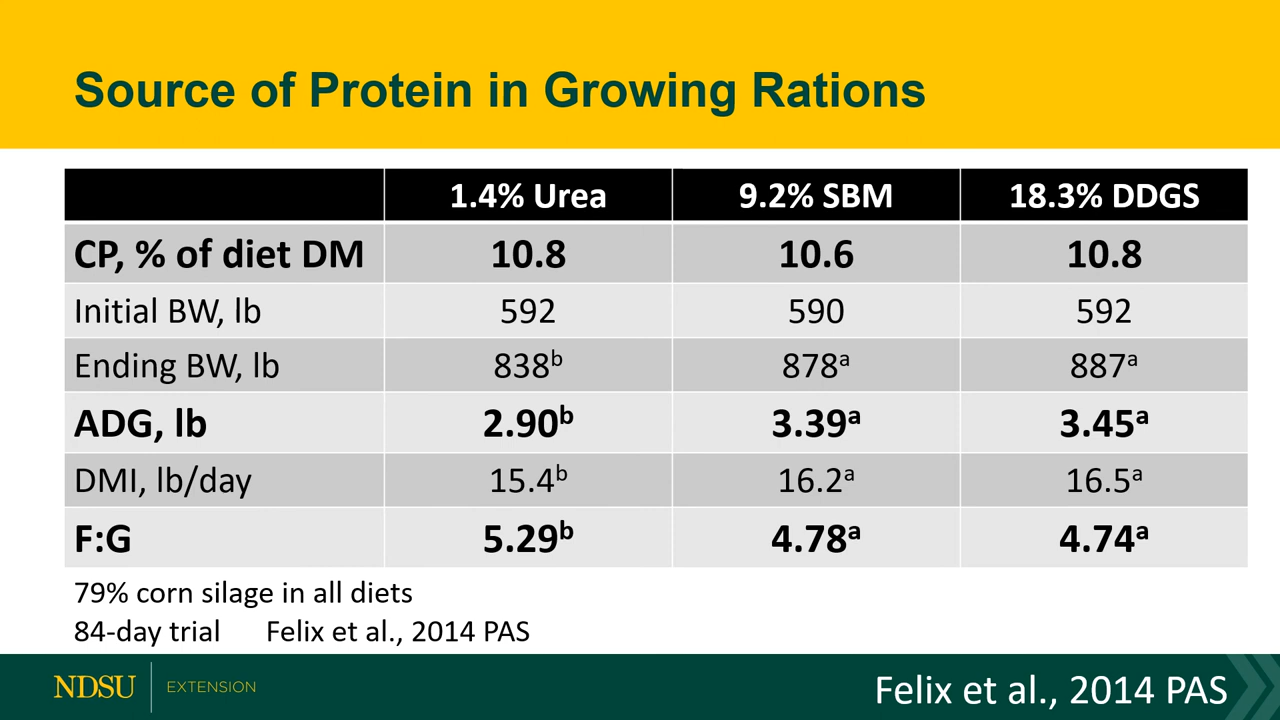 Source of Protein in Growing Rations
1.4% Urea 9.2% SBM 18.3% DDGS
CP, % of diet DM 10.8 10.6 10.8
Initial BW, lb 592 590 592
Ending BW, lb 838ᵇ 878ᵃ 887ᵃ
ADG, lb 2.90ᵇ 3.39ᵃ 3.45ᵃ
DMI, lb/day 15.4ᵇ 16.2ᵃ 16.5ᵃ
F:G 5.29ᵇ 4.78ᵃ 4.74ᵃ
79% corn silage in all diets
84-day trial Felix et al., 2014 PAS
NDSU EXTENSION Felix et al., 2014 PAS